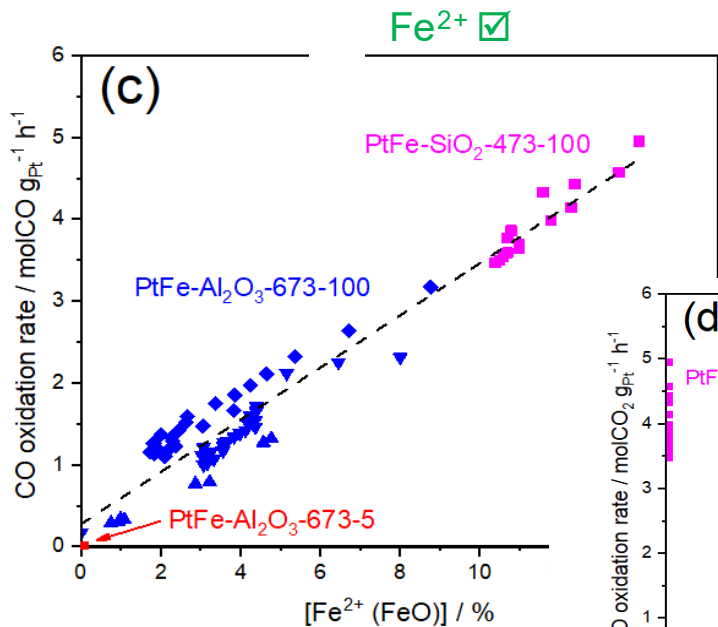 Fe²⁺ ☑
(c)
CO oxidation rate / molCO g_Pt⁻¹ h⁻¹
6
5
4
3
2
1
0
PtFe-SiO₂-473-100
PtFe-Al₂O₃-673-100
PtFe-Al₂O₃-673-5
0 2 4 6 8 10
[Fe²⁺ (FeO)] / %
(d
O oxidation rate / molCO₂ g_Pt⁻¹ h⁻¹
6
5
4
3
2
1
PtF